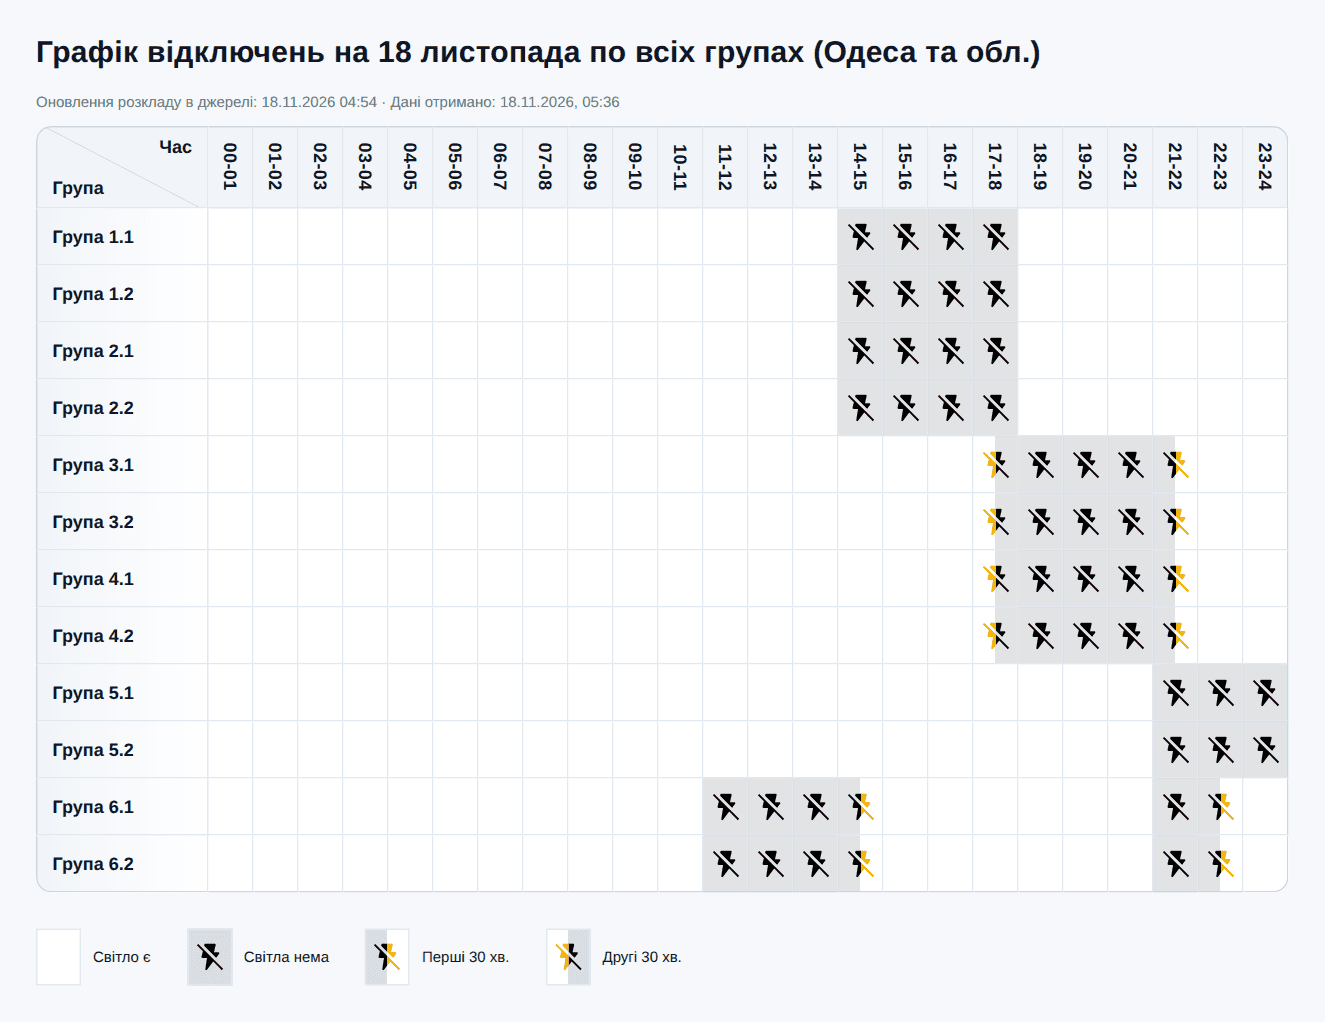 Графік відключень на 18 листопада по всіх групах (Одеса та обл.)
Оновлення розкладу в джерелі: 18.11.2026 04:54 · Дані отримано: 18.11.2026, 05:36
Час
Група
00-01
01-02
02-03
03-04
04-05
05-06
06-07
07-08
08-09
09-10
10-11
11-12
12-13
13-14
14-15
15-16
16-17
17-18
18-19
19-20
20-21
21-22
22-23
23-24
Група 1.1
Група 1.2
Група 2.1
Група 2.2
Група 3.1
Група 3.2
Група 4.1
Група 4.2
Група 5.1
Група 5.2
Група 6.1
Група 6.2
Світло є
Світла нема
Перші 30 хв.
Другі 30 хв.